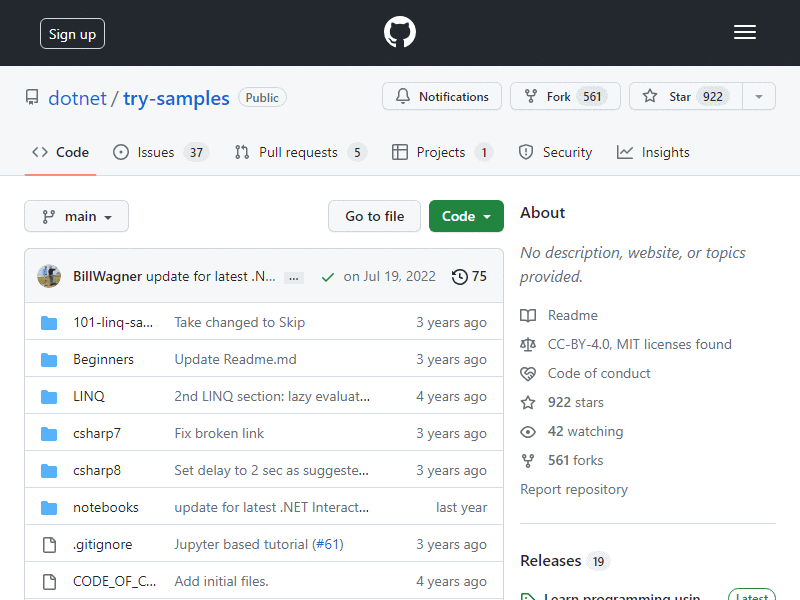 Sign up
dotnet / try-samples Public
Notifications Fork 561 Star 922
Code Issues 37 Pull requests 5 Projects 1 Security Insights
main Go to file Code
BillWagner update for latest .N... ... on Jul 19, 2022 75
101-linq-sa... Take changed to Skip 3 years ago
Beginners Update Readme.md 3 years ago
LINQ 2nd LINQ section: lazy evaluat... 4 years ago
csharp7 Fix broken link 3 years ago
csharp8 Set delay to 2 sec as suggeste... 3 years ago
notebooks update for latest .NET Interact... last year
.gitignore Jupyter based tutorial (#61) 3 years ago
CODE_OF_C... Add initial files. 4 years ago
About
No description, website, or topics
provided.
Readme
CC-BY-4.0, MIT licenses found
Code of conduct
922 stars
42 watching
561 forks
Report repository
Releases 19
Learn programming usin... Latest